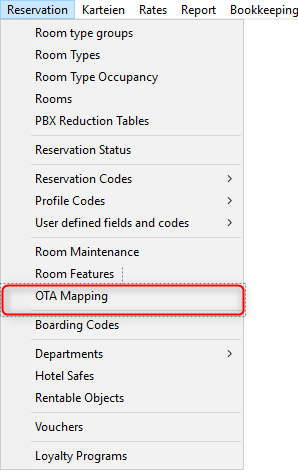 Reservation Karteien Rates Report Bookkeeping
Room type groups
Room Types
Room Type Occupancy
Rooms
PBX Reduction Tables
Reservation Status
Reservation Codes
Profile Codes
User defined fields and codes
Room Maintenance
Room Features
OTA Mapping
Boarding Codes
Departments
Hotel Safes
Rentable Objects
Vouchers
Loyalty Programs